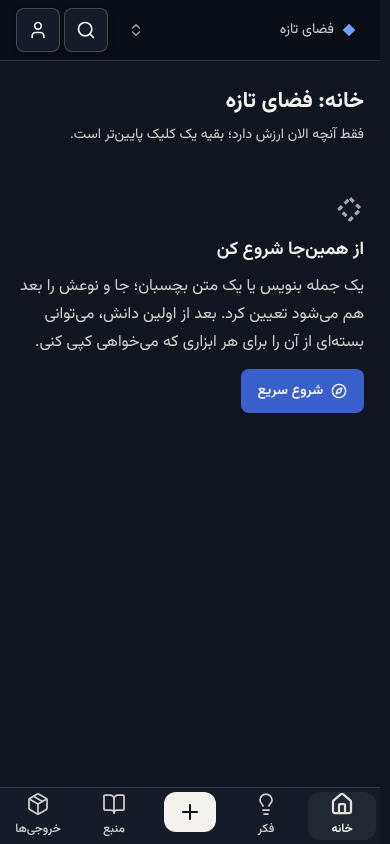 فضای تازه
خانه: فضای تازه
فقط آنچه الان ارزش دارد؛ بقیه یک کلیک پایین‌تر است.
از همین‌جا شروع کن
یک جمله بنویس یا یک متن بچسبان؛ جا و نوعش را بعد
هم می‌شود تعیین کرد. بعد از اولین دانش، می‌توانی
بسته‌ای از آن را برای هر ابزاری که می‌خواهی کپی کنی.
شروع سریع
خانه
فکر
منبع
خروجی‌ها